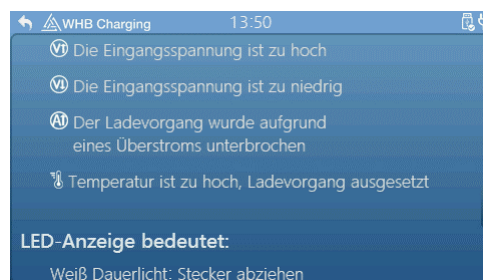 WHB Charging 13:50
Die Eingangsspannung ist zu hoch
Die Eingangsspannung ist zu niedrig
Der Ladevorgang wurde aufgrund
eines Überstroms unterbrochen
Temperatur ist zu hoch, Ladevorgang ausgesetzt
LED-Anzeige bedeutet:
Weiß Dauerlicht: Stecker abziehen